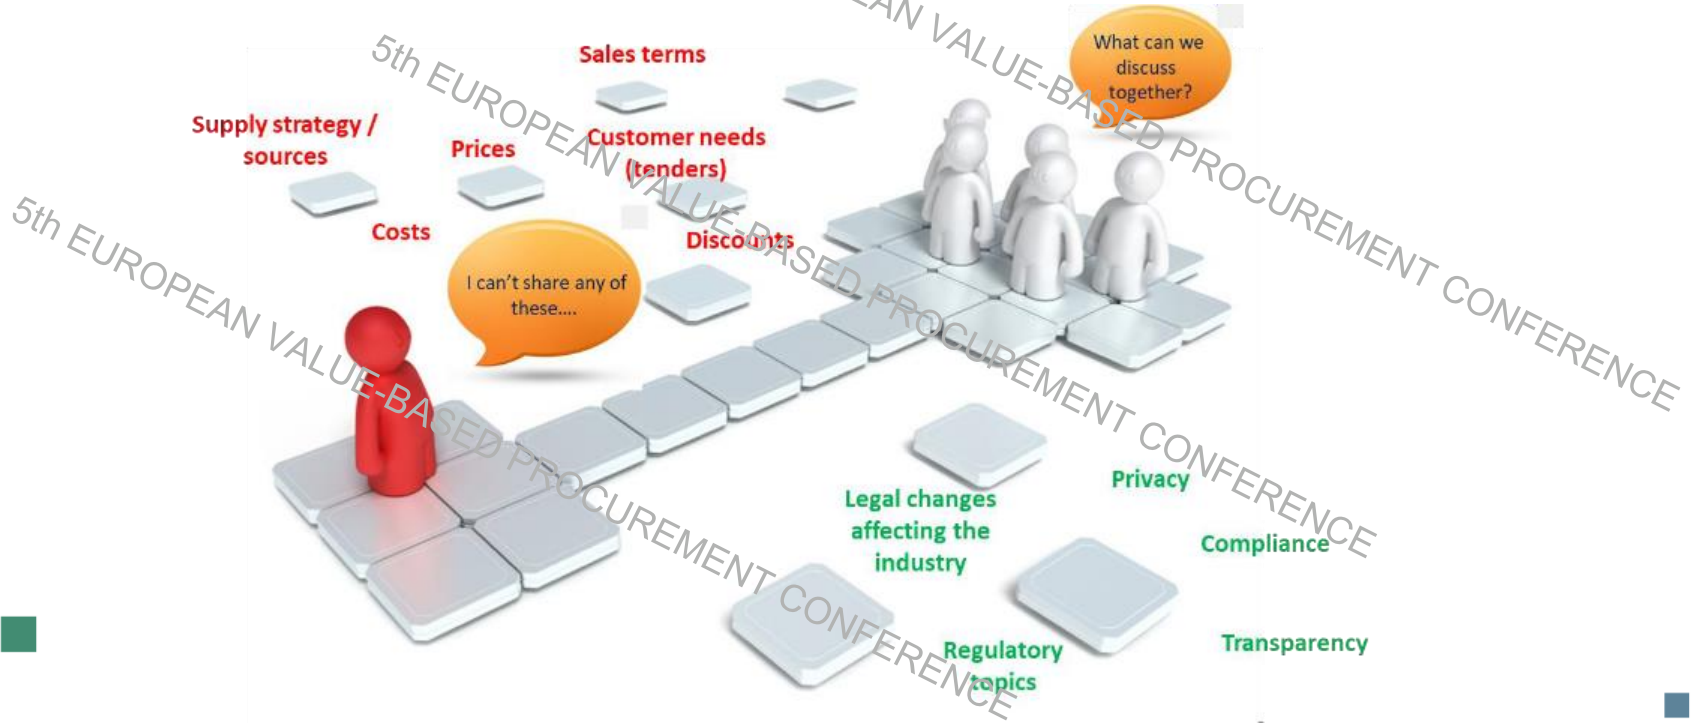 Sales terms
Supply strategy /
sources
Prices
Customer needs
(tenders)
Costs
Discounts
What can we
discuss
together?
I can't share any of
these....
Legal changes
affecting the
industry
Privacy
Compliance
Regulatory
topics
Transparency
5th EUROPEAN VALUE-BASED PROCUREMENT CONFERENCE
5th EUROPEAN VALUE-BASED PROCUREMENT CONFERENCE
VALUE-BASED PROCUREMENT CONFERENCE